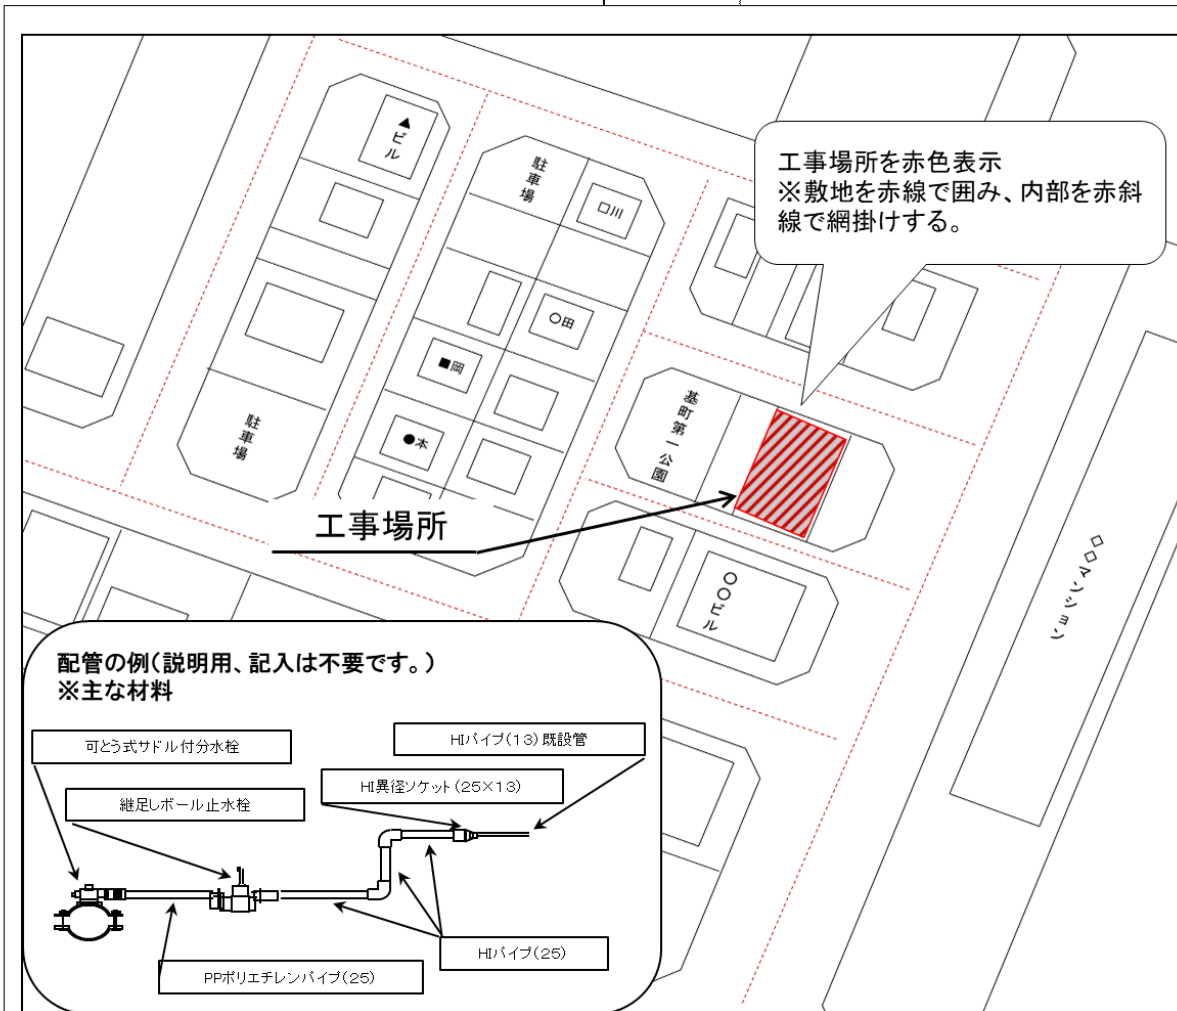 ▲ビル
駐車場
□川
工事場所を赤色表示
※敷地を赤線で囲み、内部を赤斜
線で網掛けする。
〇田
■岡
●本
駐車場
基町第一公園
工事場所
〇〇ビル
◇◇マンション
配管の例(説明用、記入は不要です。)
※主な材料
可とう式サドル付分水栓
HIパイプ(13)既設管
HI異径ソケット(25×13)
継足しボール止水栓
HIパイプ(25)
PPポリエチレンパイプ(25)